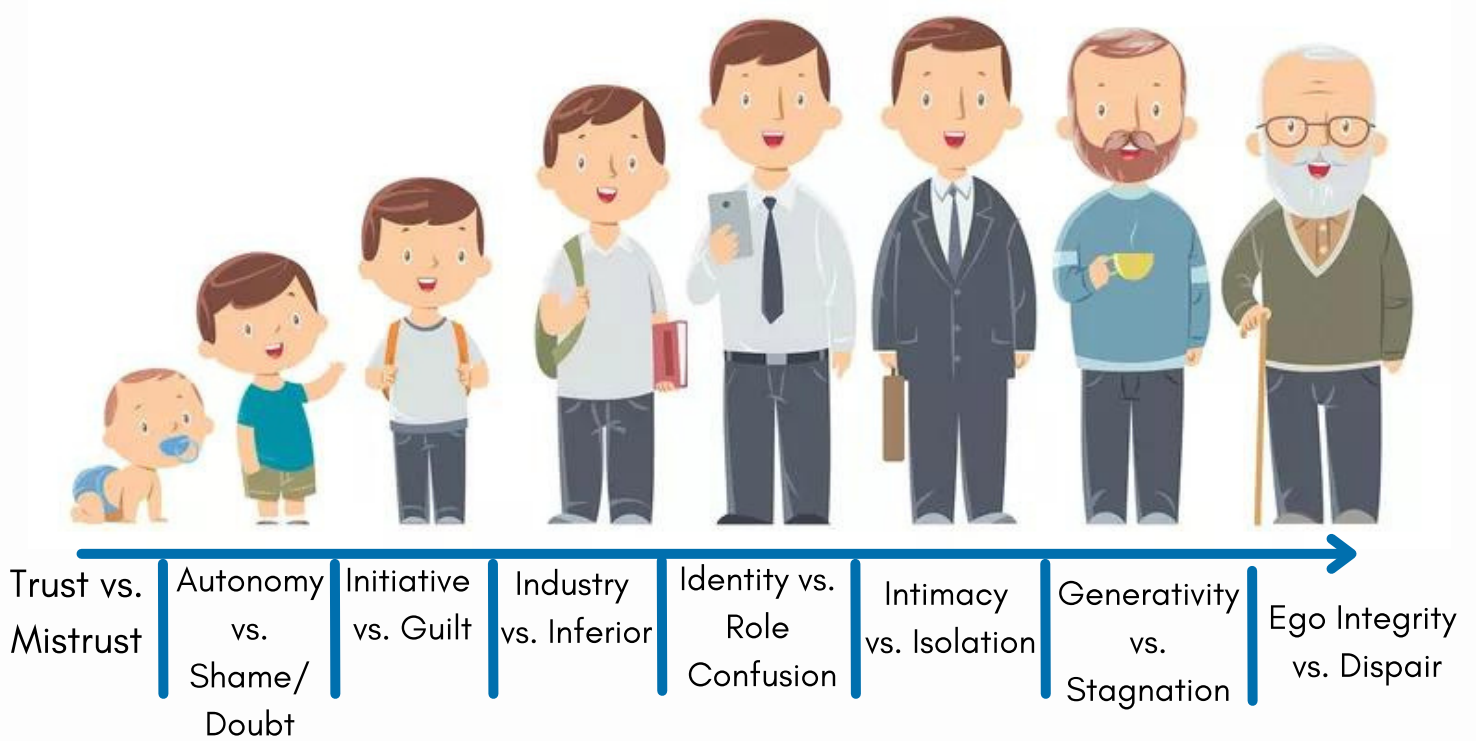 Trust vs.
Mistrust
Autonomy
vs.
Shame/
Doubt
Initiative
vs. Guilt
Industry
vs. Inferior
Identity vs.
Role
Confusion
Intimacy
vs. Isolation
Generativity
vs.
Stagnation
Ego Integrity
vs. Dispair